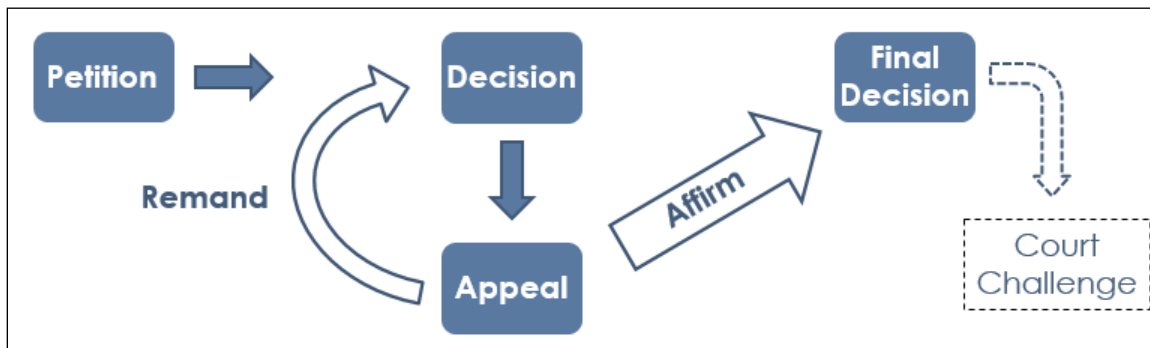 Petition
Decision
Final
Decision
Remand
Affirm
Appeal
Court
Challenge